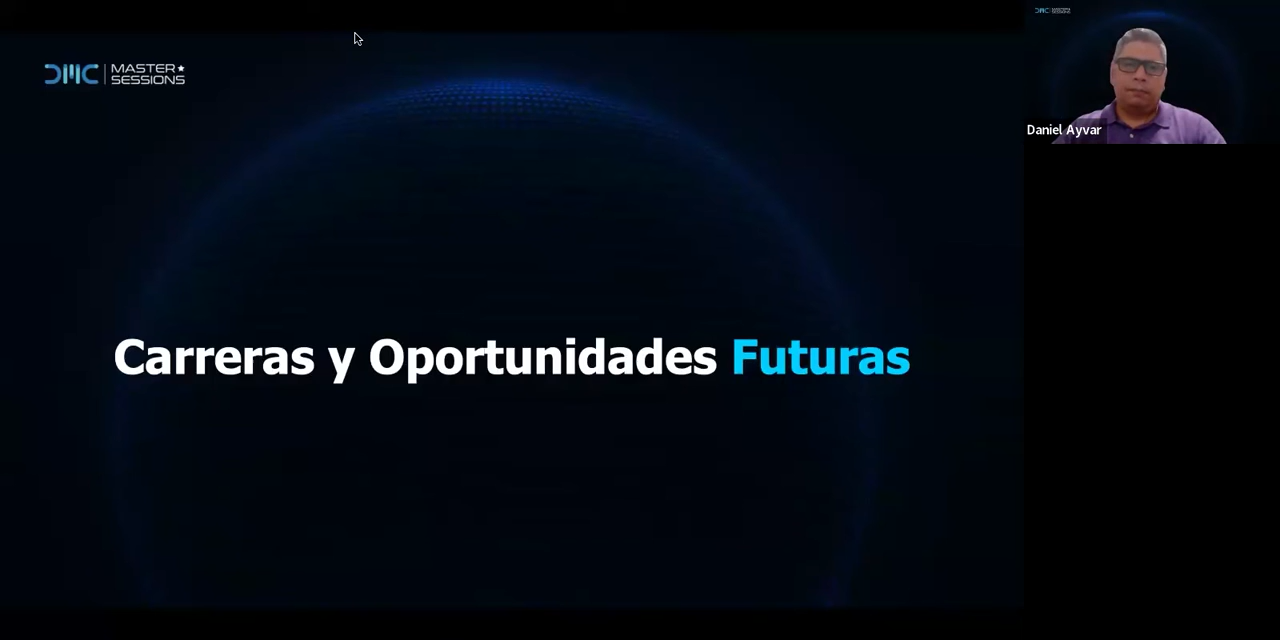 DMC | MASTER
SESSIONS
Carreras y Oportunidades Futuras
Daniel Ayvar